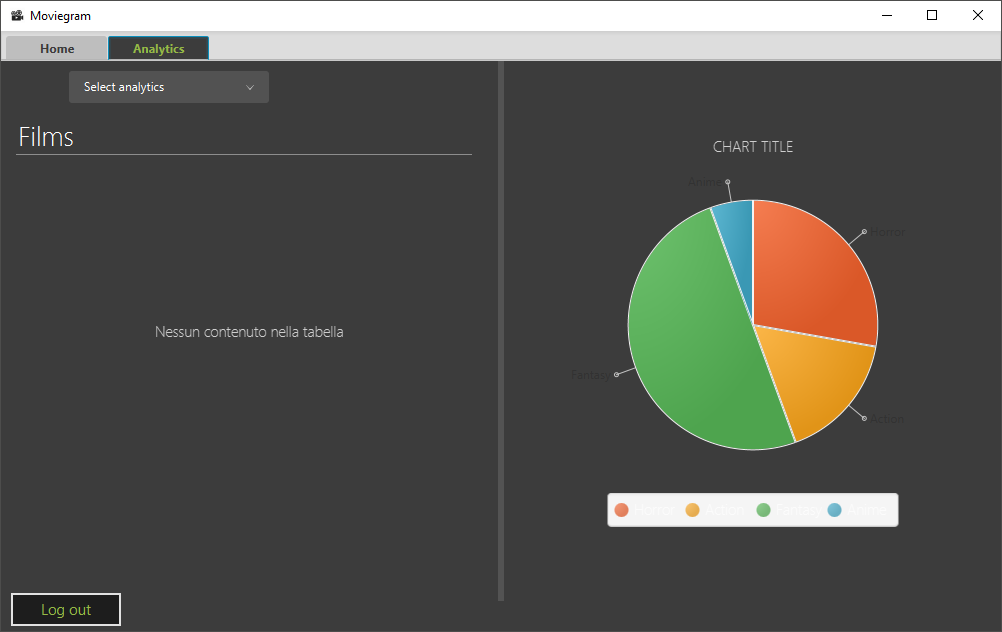 Moviegram
Home
Analytics
Select analytics
Films
Nessun contenuto nella tabella
CHART TITLE
Anime
Horror
Fantasy
Action
Horror
Action
Fantasy
Anime
Log out